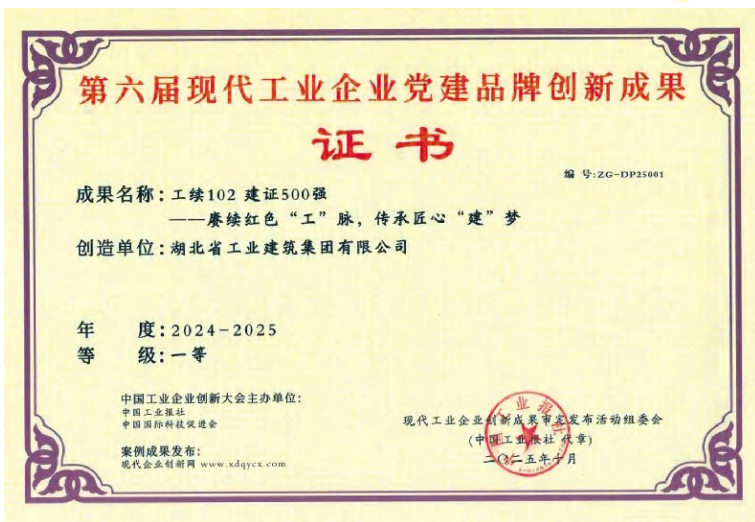 第六届现代工业企业党建品牌创新成果
证书
编 号:ZG-DP25001
成果名称:工续102 建证500强
——赓续红色“工”脉,传承匠心“建”梦
创造单位:湖北省工业建筑集团有限公司
年 度:2024-2025
等 级:一等
中国工业企业创新大会主办单位:
中国工业报社
中国国际科技促进会
案例成果发布:
现代企业创新网 www.xdqycx.com
现代工业企业创新成果审定发布活动组委会
(中国工业报社 代章)
二〇二五年十月
中国工业报社